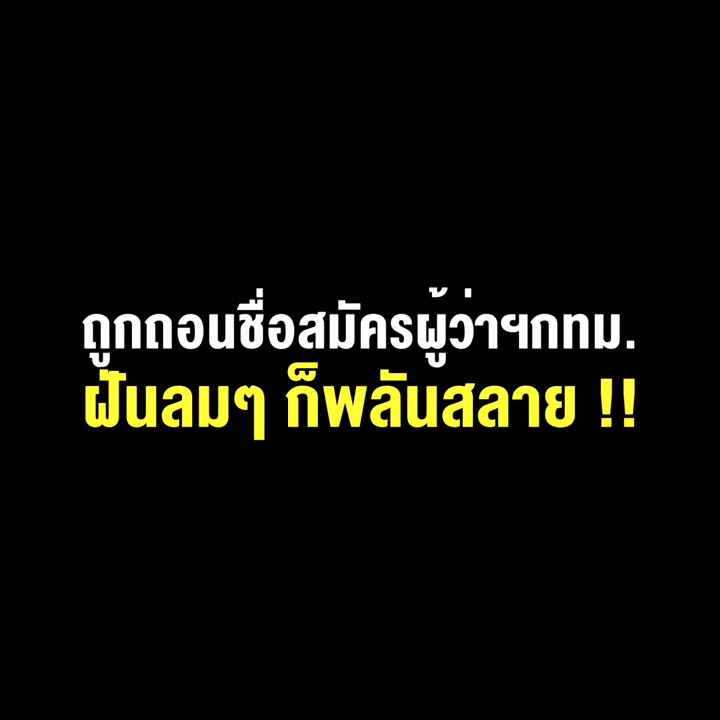 ถูกถอนชื่อสมัครผู้ว่าฯกทม.
ฝันลมๆ ก็พลันสลาย !!